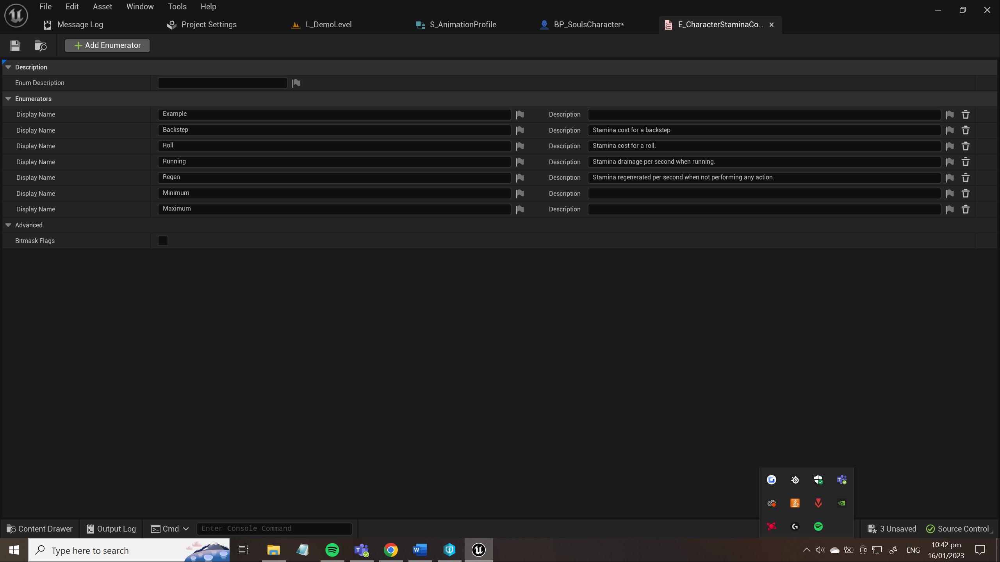 File Edit Asset Window Tools Help
Message Log Project Settings L_DemoLevel S_AnimationProfile BP_SoulsCharacter* E_CharacterStaminaCo...
Add Enumerator
Description
Enum Description
Enumerators
Display Name Example Description
Display Name Backstep Description Stamina cost for a backstep.
Display Name Roll Description Stamina cost for a roll.
Display Name Running Description Stamina drainage per second when running.
Display Name Regen Description Stamina regenerated per second when not performing any action.
Display Name Minimum Description
Display Name Maximum Description
Advanced
Bitmask Flags
Content Drawer Output Log Cmd Enter Console Command 3 Unsaved Source Control
Type here to search ENG 10:42 pm
16/01/2023